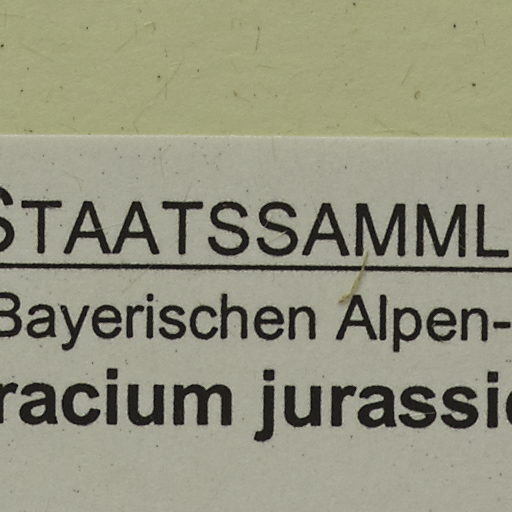 STAATSSAMML
Bayerischen Alpen-
racium jurassi